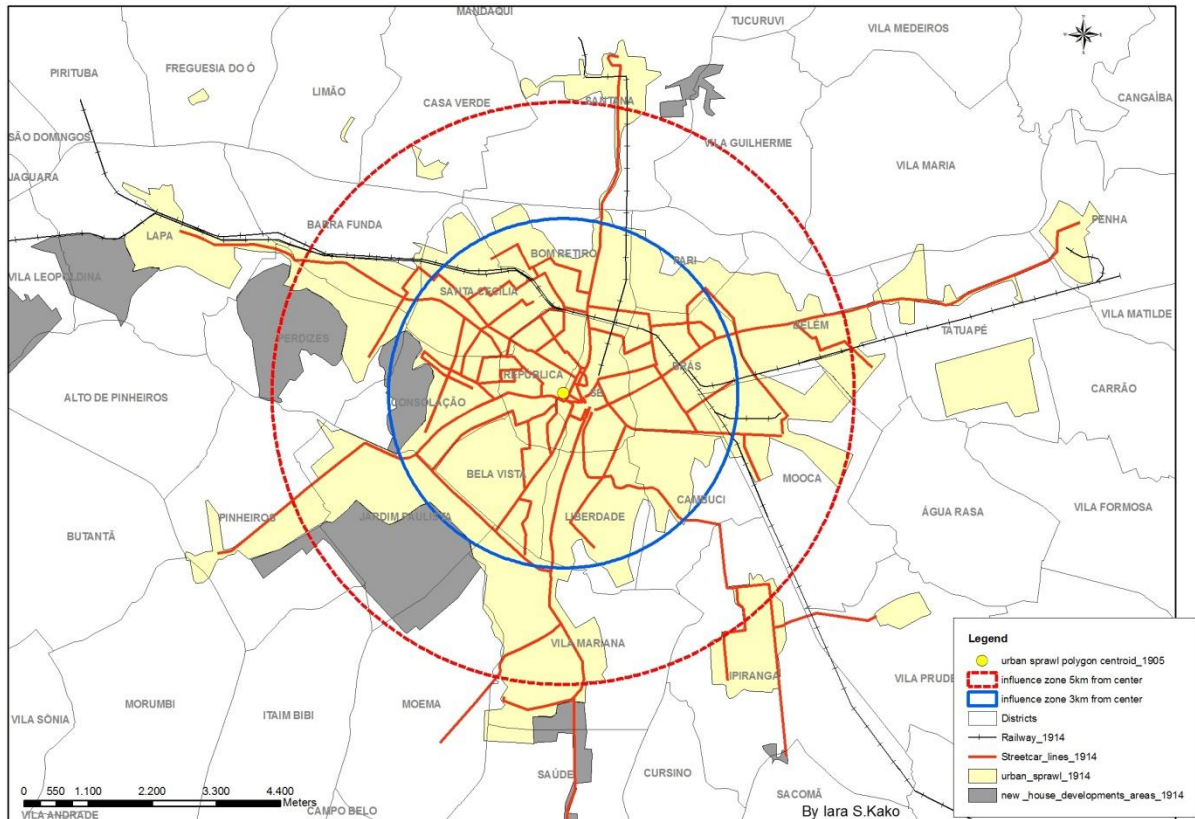 MANDAQUI
TUCURUVI
VILA MEDEIROS
PIRITUBA
FREGUESIA DO Ó
LIMÃO
CASA VERDE
SANTANA
CANGAÍBA
SÃO DOMINGOS
VILA GUILHERME
VILA MARIA
JAGUARA
LAPA
BARRA FUNDA
PENHA
BOM RETIRO
PARI
VILA LEOPOLDINA
SANTA CECÍLIA
BELÉM
TATUAPÉ
VILA MATILDE
PERDIZES
REPÚBLICA
BRÁS
SÉ
ALTO DE PINHEIROS
CONSOLAÇÃO
CARRÃO
BELA VISTA
MOOCA
CAMBUCI
PINHEIROS
JARDIM PAULISTA
LIBERDADE
ÁGUA RASA
VILA FORMOSA
BUTANTÃ
VILA MARIANA
IPIRANGA
VILA PRUDE
MORUMBI
ITAIM BIBI
MOEMA
VILA SÔNIA
SAÚDE
CURSINO
SACOMÃ
CAMPO BELO
VILA ANDRADE
0 550 1.100 2.200 3.300 4.400
Meters
By Iara S.Kako
Legend
urban sprawl polygon centroid_1905
influence zone 5km from center
influence zone 3km from center
Districts
Railway_1914
Streetcar_lines_1914
urban_sprawl_1914
new _house_developments_areas_1914